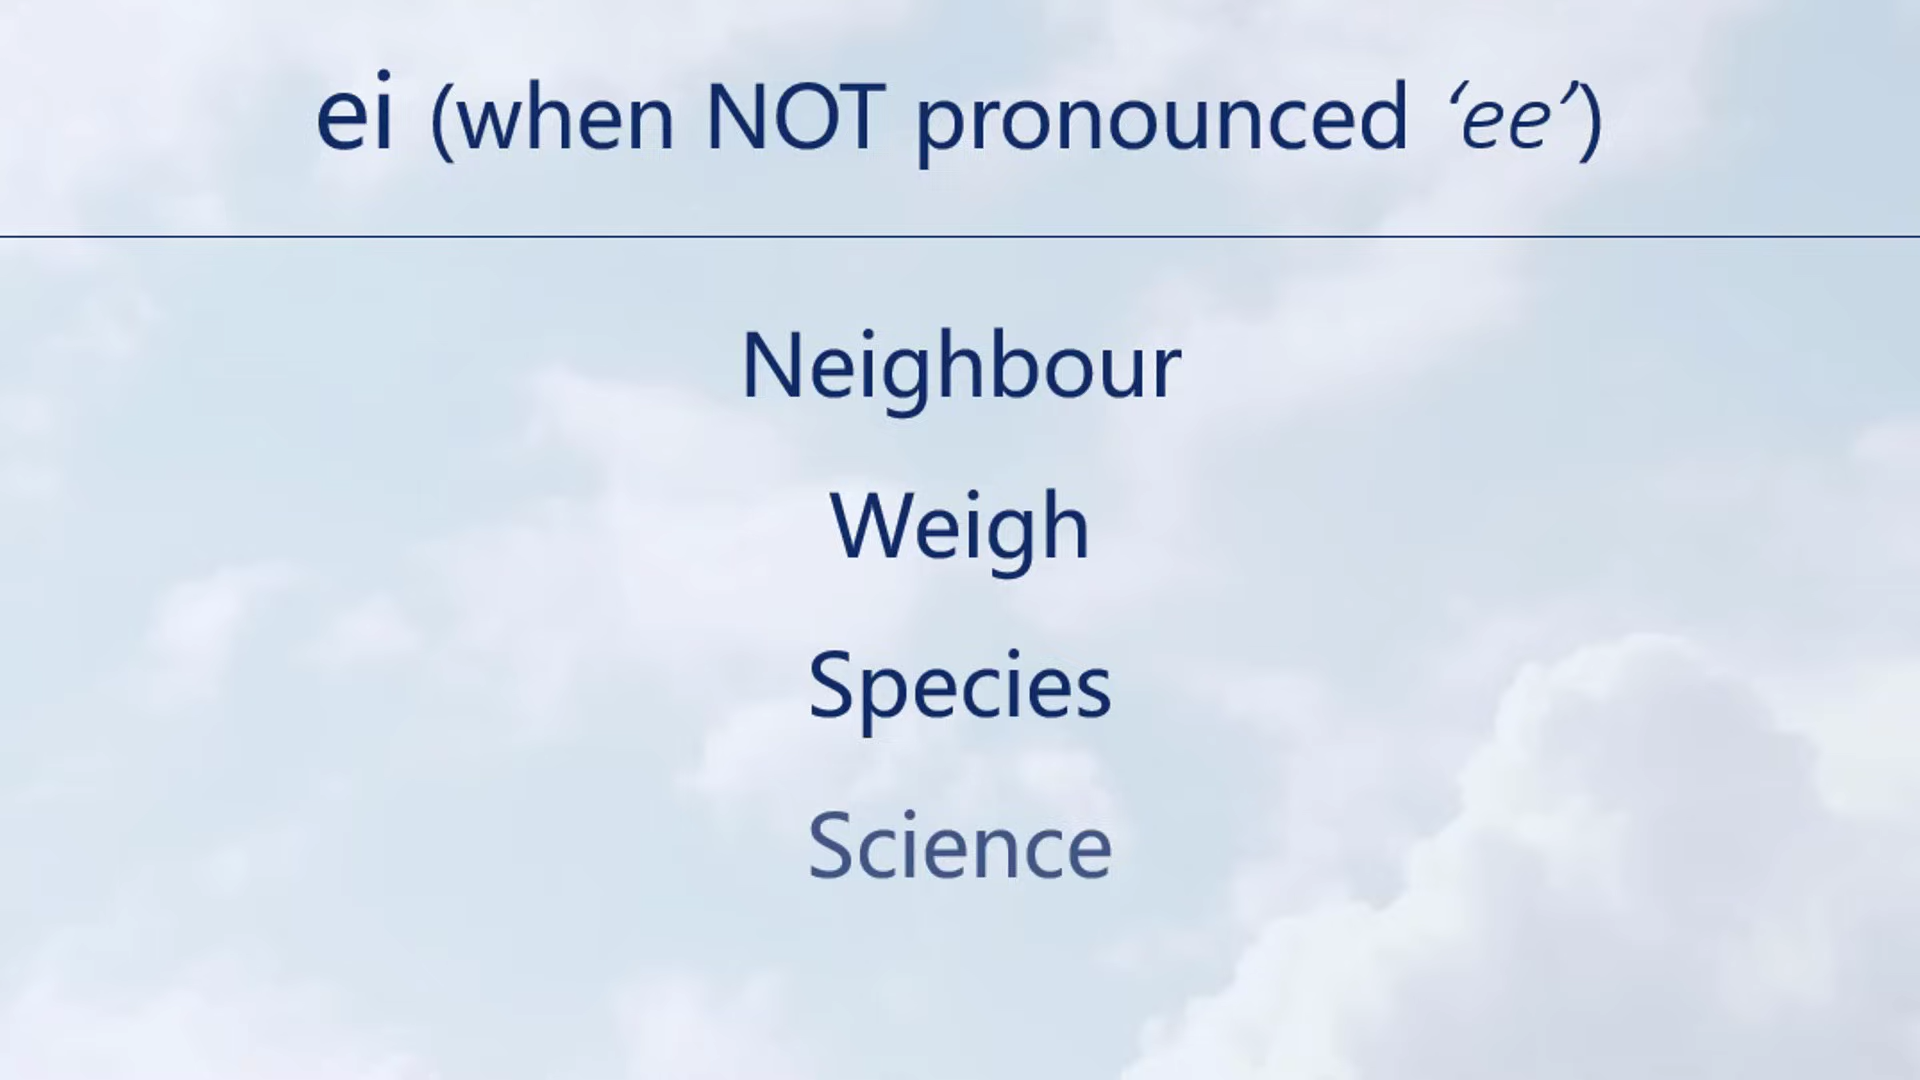 ei (when NOT pronounced ‘ee’)
Neighbour
Weigh
Species
Science